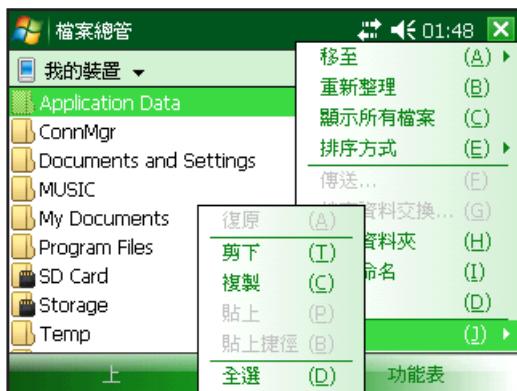 檔案總管 01:48
我的裝置
Application Data
ConnMgr
Documents and Settings
MUSIC
My Documents
Program Files
SD Card
Storage
Temp
移至 (A)
重新整理 (B)
顯示所有檔案 (C)
排序方式 (E)
傳送... (F)
資料交換... (G)
資料夾 (H)
命名 (I)
(D)
(J)
復原 (A)
剪下 (T)
複製 (C)
貼上 (P)
貼上捷徑 (B)
全選 (D)
上 功能表